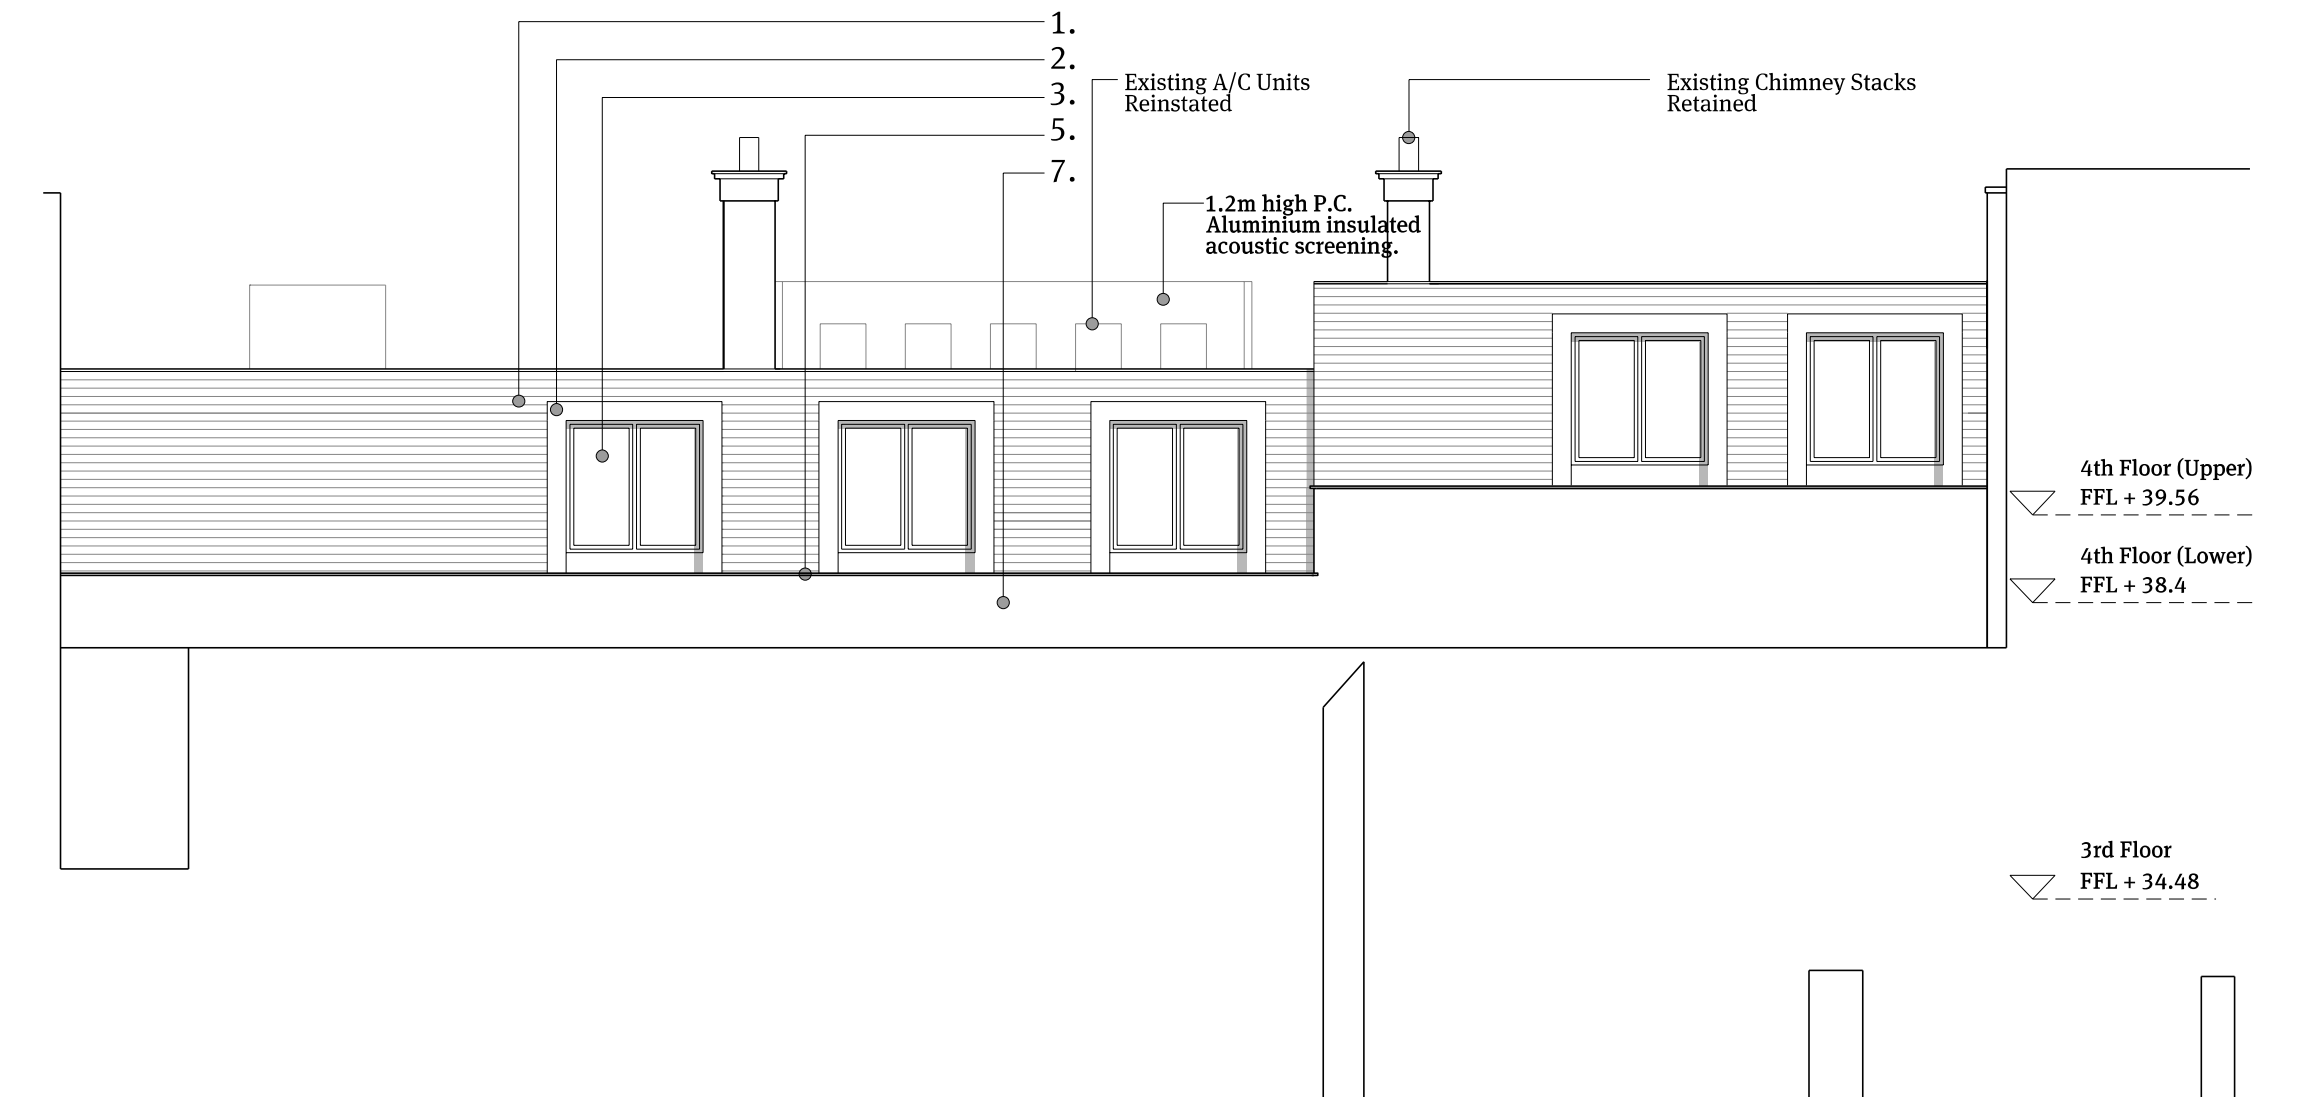 1.
2.
3.
5.
7.
Existing A/C Units
Reinstated
Existing Chimney Stacks
Retained
1.2m high P.C.
Aluminium insulated
acoustic screening.
4th Floor (Upper)
FFL + 39.56
4th Floor (Lower)
FFL + 38.4
3rd Floor
FFL + 34.48